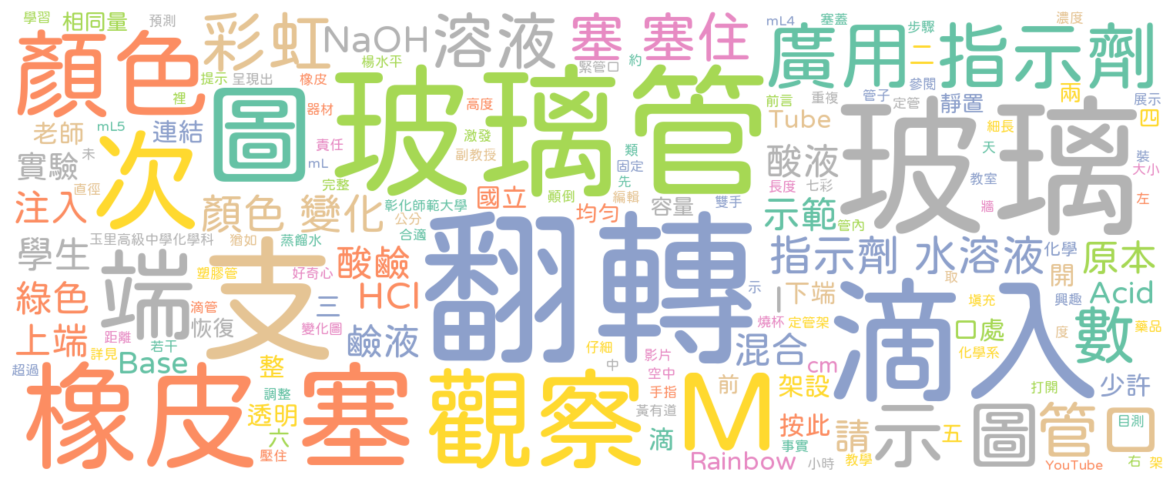 學習 相同量 預測 彩虹 NaOH 溶液 塞 塞住 mL4 塞蓋 步驟 濃度
顏色 裡 提示 呈現出 橡皮 楊水平 緊管口 約 廣用 二 指示劑
圖 玻璃管 器材 高度 類 前言 重複 管子 參閱 定管 靜置 兩 展示
老師 mL5 連結 責任 mL 激發 副教授 固定 Tube 細長 四
次 實驗 未 直徑 完整 顛倒 先 編輯 酸液 玻璃 天 裝 大小
注入 顏色 變化 彰化師範大學 國立 均勻 容量 雙手 長度 七彩 教室 牆 左
公分 合適 示範 管內
學生 玉里高級中學化學科 猶如 蒸餾水 翻轉 指示劑 水溶液 化學 原本
端 支 塑膠管 好奇心 酸鹼 示 下端 取 開
綠色 滴管 HCl 滴入 填充 興趣 Acid
上端 距離 恢復 三 變化圖 鹼液 燒杯 定管架 口處 度 藥品 數
詳見 若干 Base 仔細 混合 化學系
超過 整 中 影片 cm 架設 打開 少許
橡皮塞 調整 觀察 空中 M 前
透明 手指 黃有道 按此 請 示 圖 管口 目測
六 壓住 滴 事實 五 右
Rainbow 小時 教學 YouTube 架